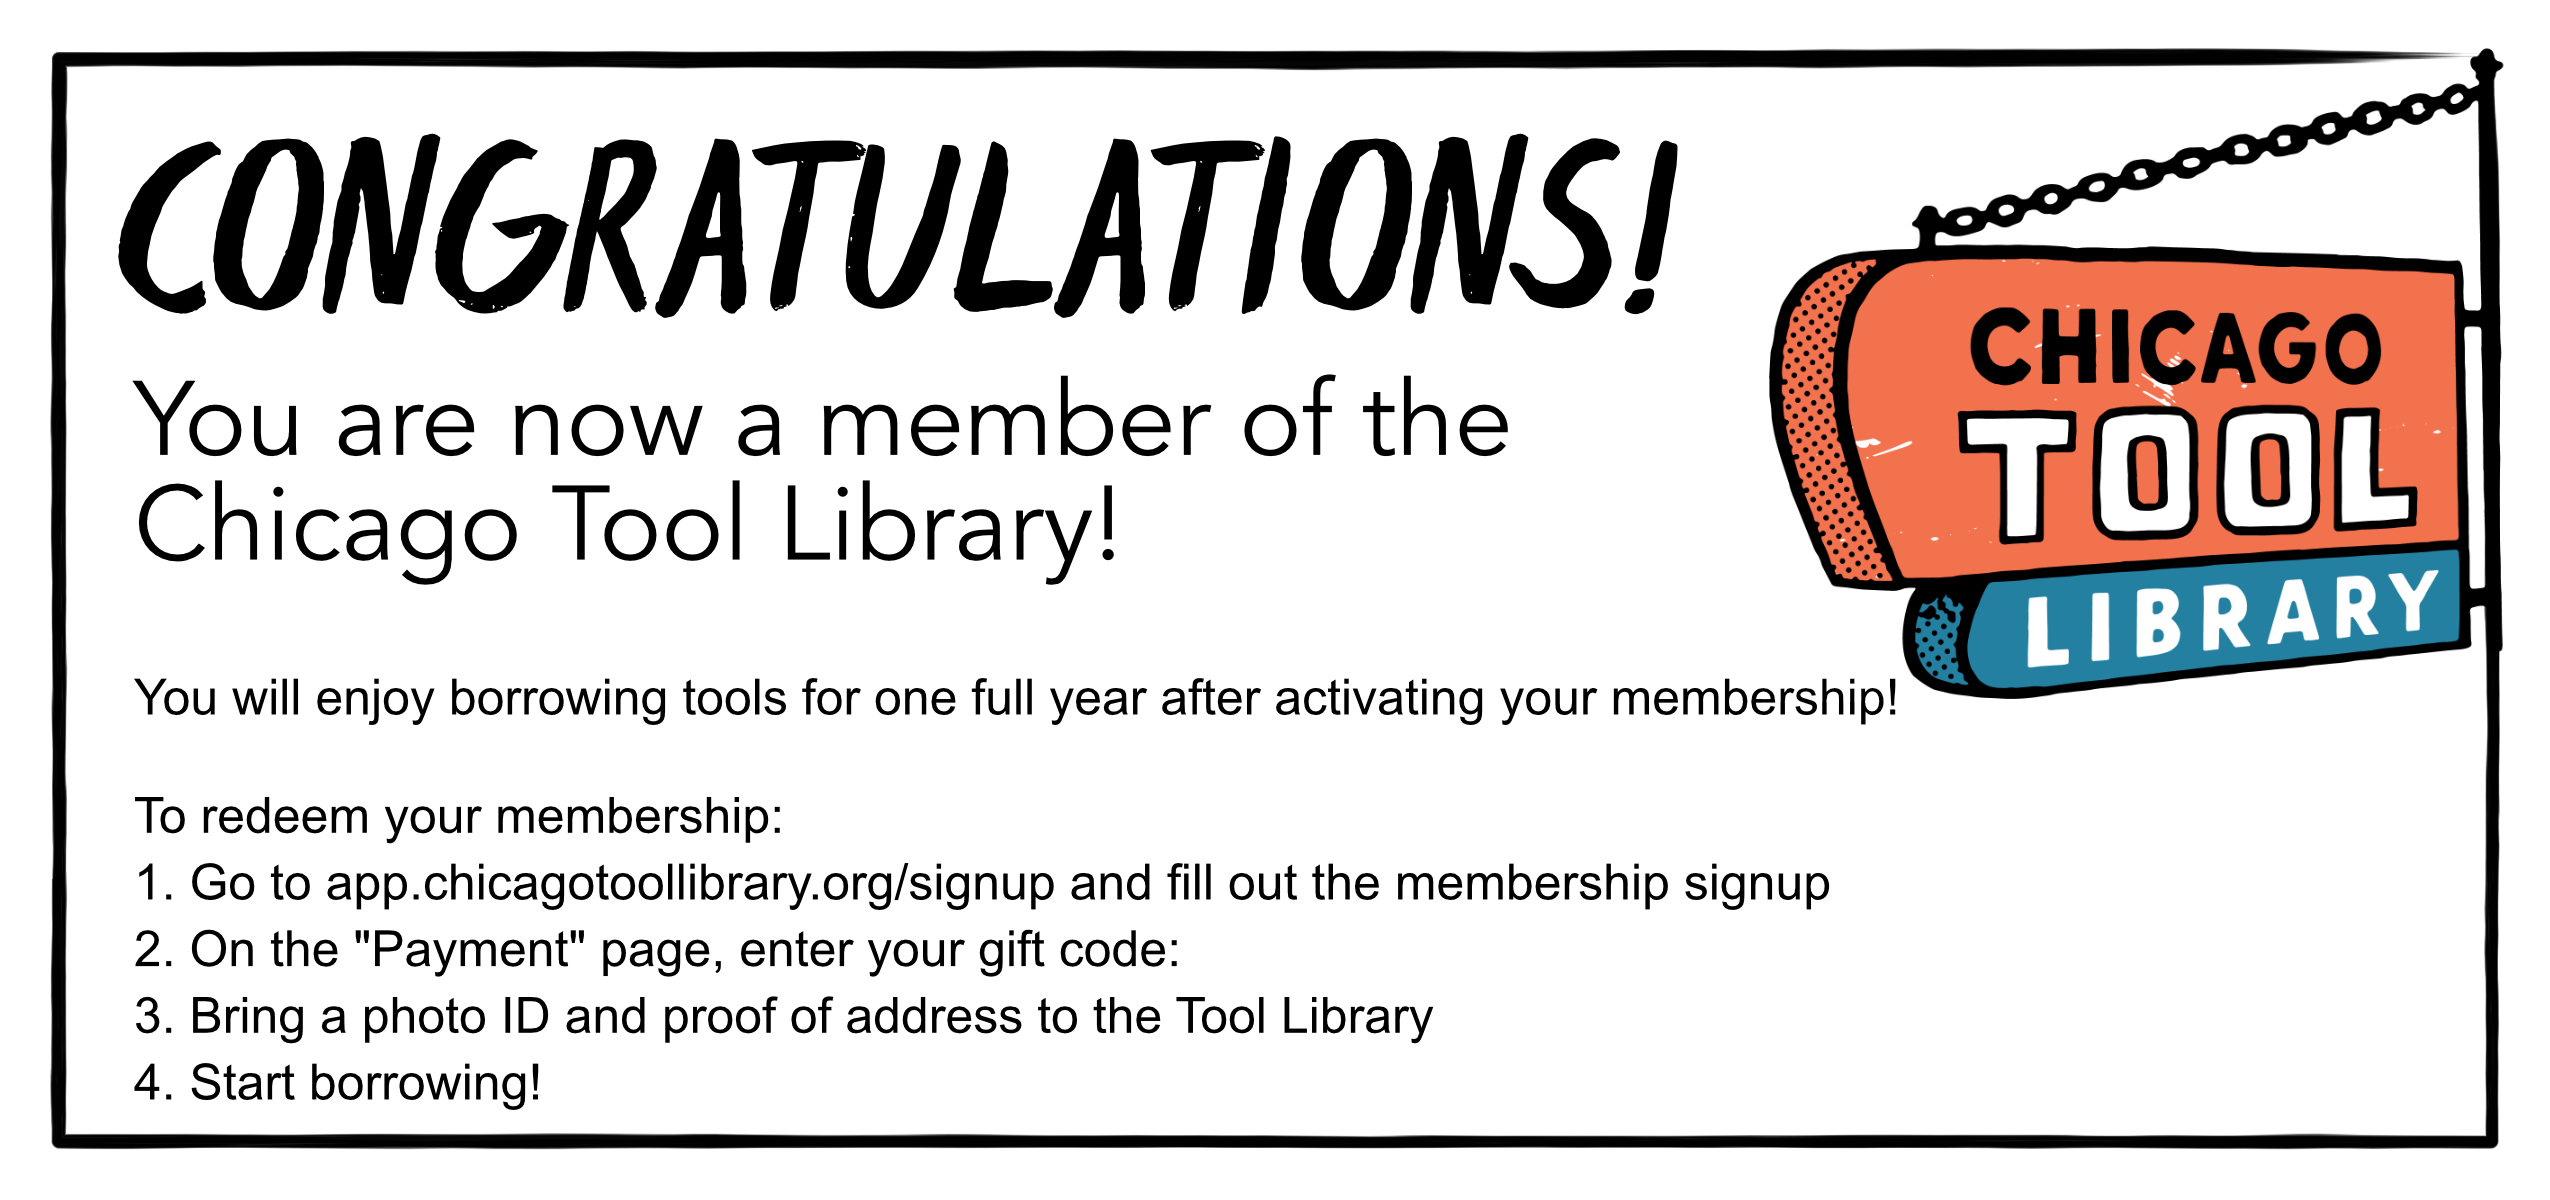 CONGRATULATIONS!
You are now a member of the
Chicago Tool Library!
CHICAGO
TOOL
LIBRARY
You will enjoy borrowing tools for one full year after activating your membership!
To redeem your membership:
1. Go to app.chicagotoollibrary.org/signup and fill out the membership signup
2. On the "Payment" page, enter your gift code:
3. Bring a photo ID and proof of address to the Tool Library
4. Start borrowing!